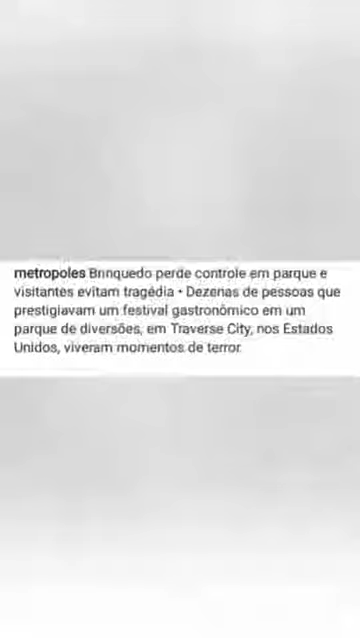 metropoles Brinquedo perde controle em parque e
visitantes evitam tragédia • Dezenas de pessoas que
prestigiavam um festival gastronômico em um
parque de diversões, em Traverse City, nos Estados
Unidos, viveram momentos de terror.